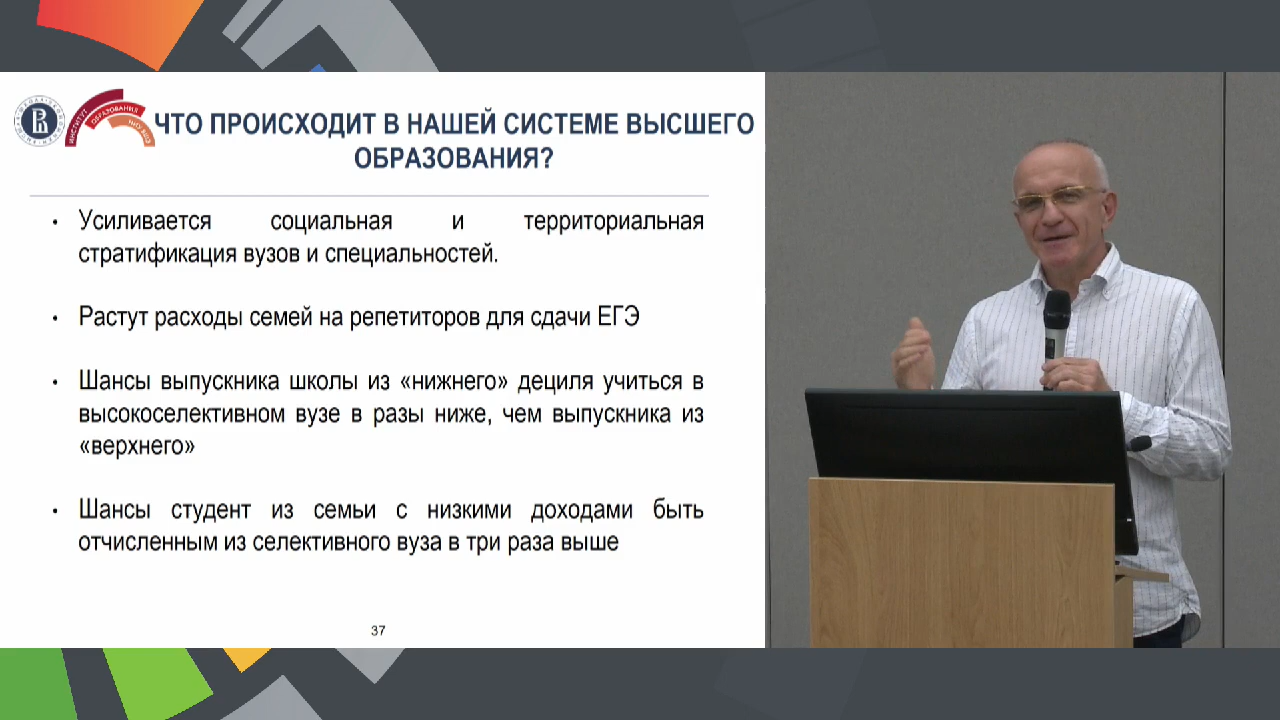 ИНСТИТУТ
ОБРАЗОВАНИЯ
ЧТО ПРОИСХОДИТ В НАШЕЙ СИСТЕМЕ ВЫСШЕГО
ОБРАЗОВАНИЯ?
• Усиливается социальная и территориальная
стратификация вузов и специальностей.
• Растут расходы семей на репетиторов для сдачи ЕГЭ
• Шансы выпускника школы из «нижнего» дециля учиться в
высокоселективном вузе в разы ниже, чем выпускника из
«верхнего»
• Шансы студент из семьи с низкими доходами быть
отчисленным из селективного вуза в три раза выше
37